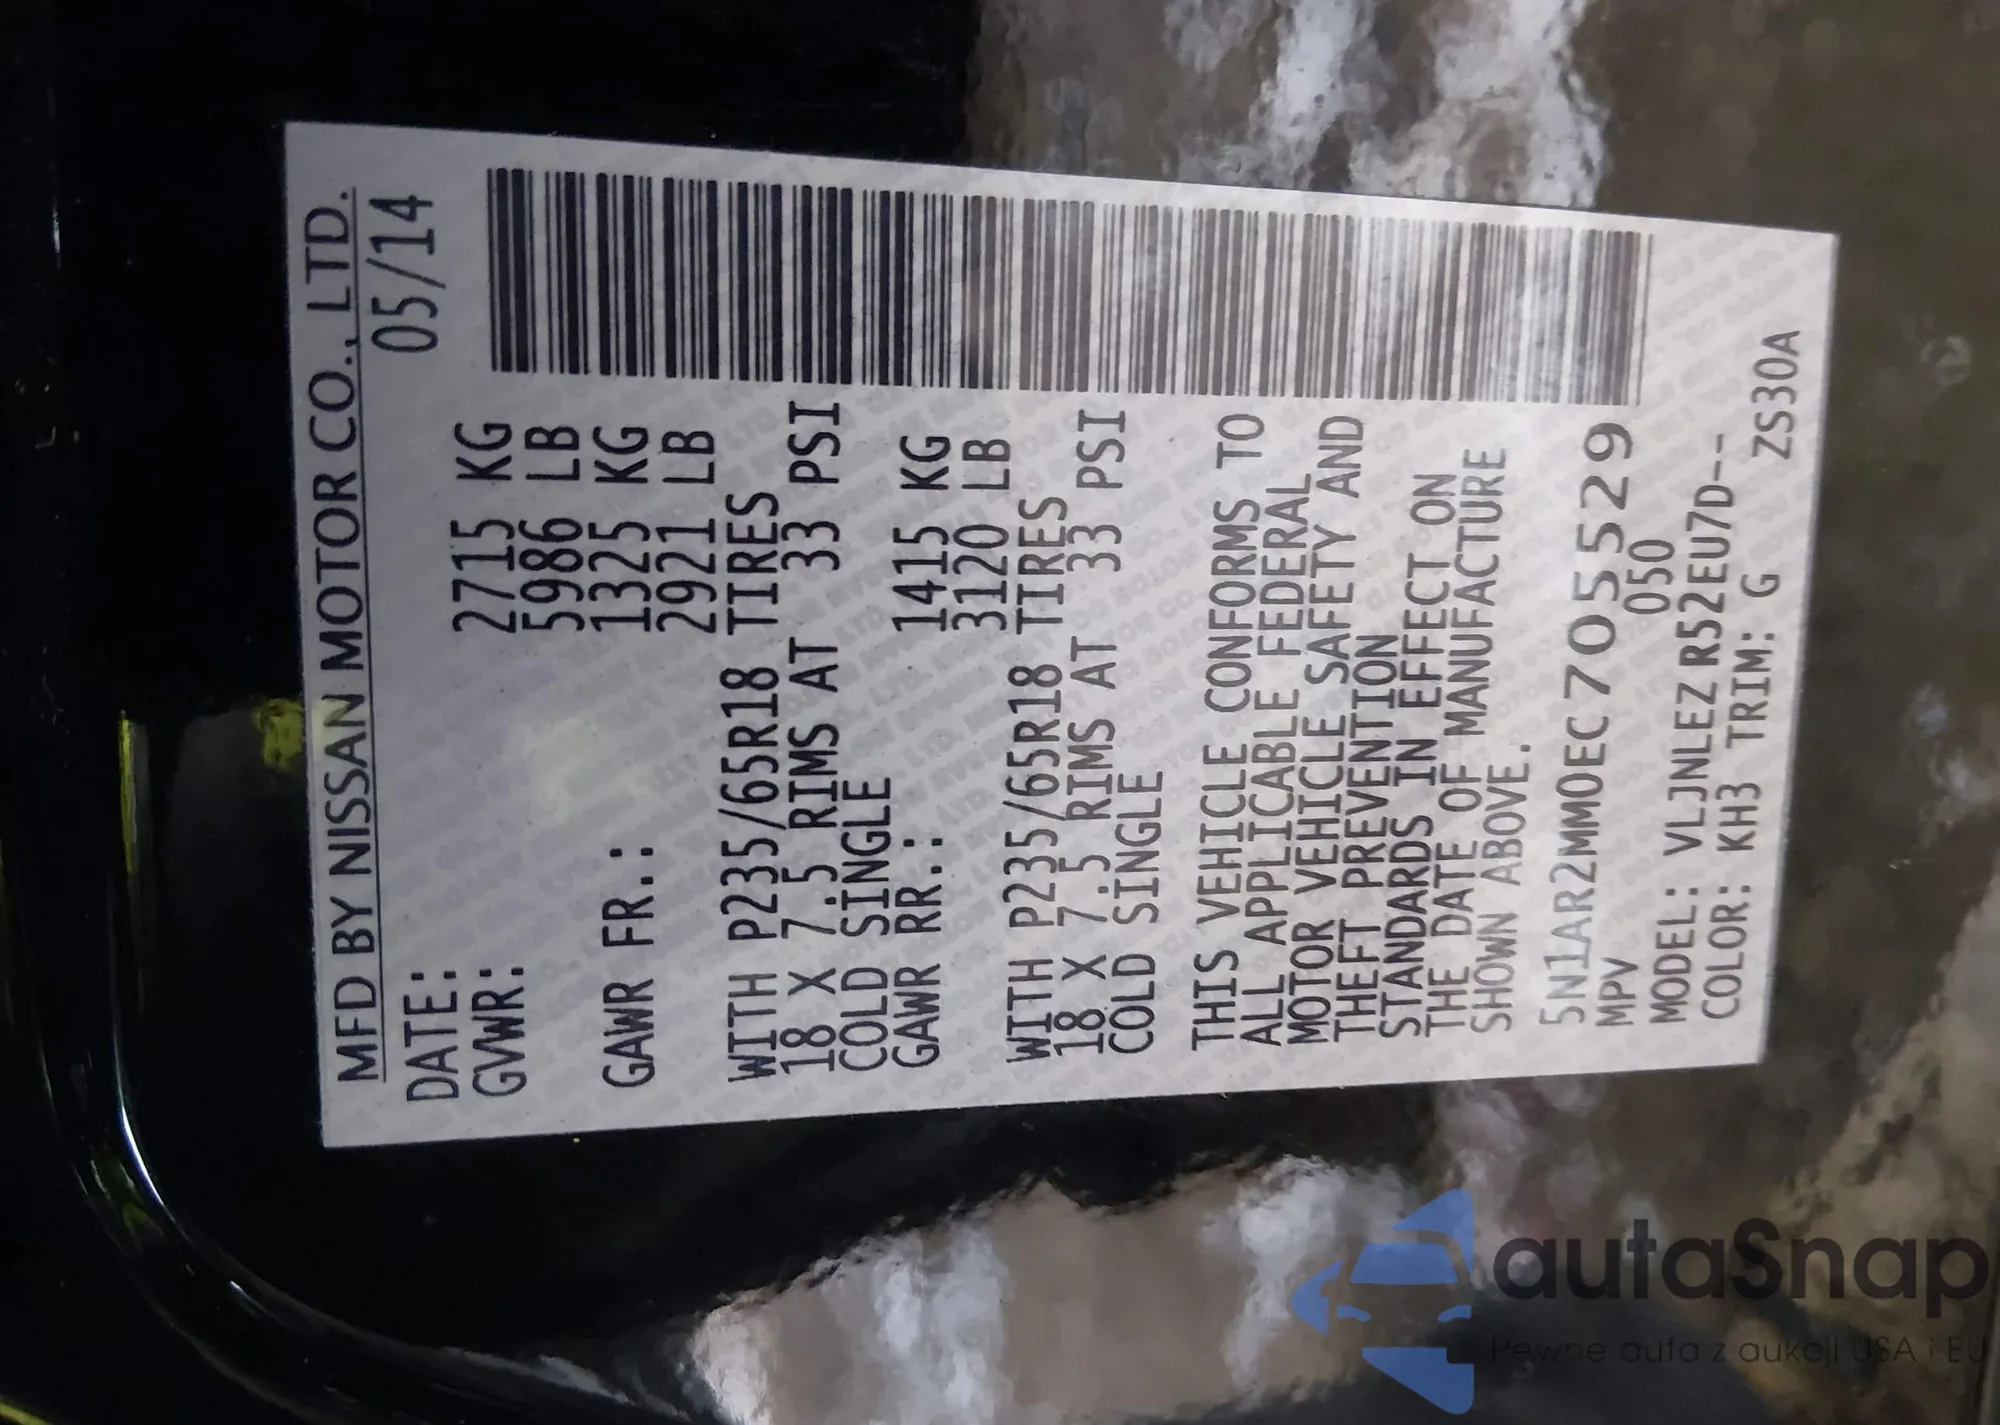 MFD BY NISSAN MOTOR CO., LTD.
DATE: 05/14
GVWR: 2715 KG
5986 LB
GAWR FR.: 1325 KG
2921 LB
WITH P235/65R18 TIRES
18 X 7.5 RIMS AT 33 PSI
COLD SINGLE
GAWR RR.: 1415 KG
3120 LB
WITH P235/65R18 TIRES
18 X 7.5 RIMS AT 33 PSI
COLD SINGLE
THIS VEHICLE CONFORMS TO
ALL APPLICABLE FEDERAL
MOTOR VEHICLE SAFETY AND
THEFT PREVENTION
STANDARDS IN EFFECT ON
THE DATE OF MANUFACTURE
SHOWN ABOVE.
5N1AR2MM0EC705529
MPV 050
MODEL: VLJNLEZ R52EU7D--
COLOR: KH3 TRIM: G ZS30A
autaSnap
Pewne auta z aukcji USA i EU